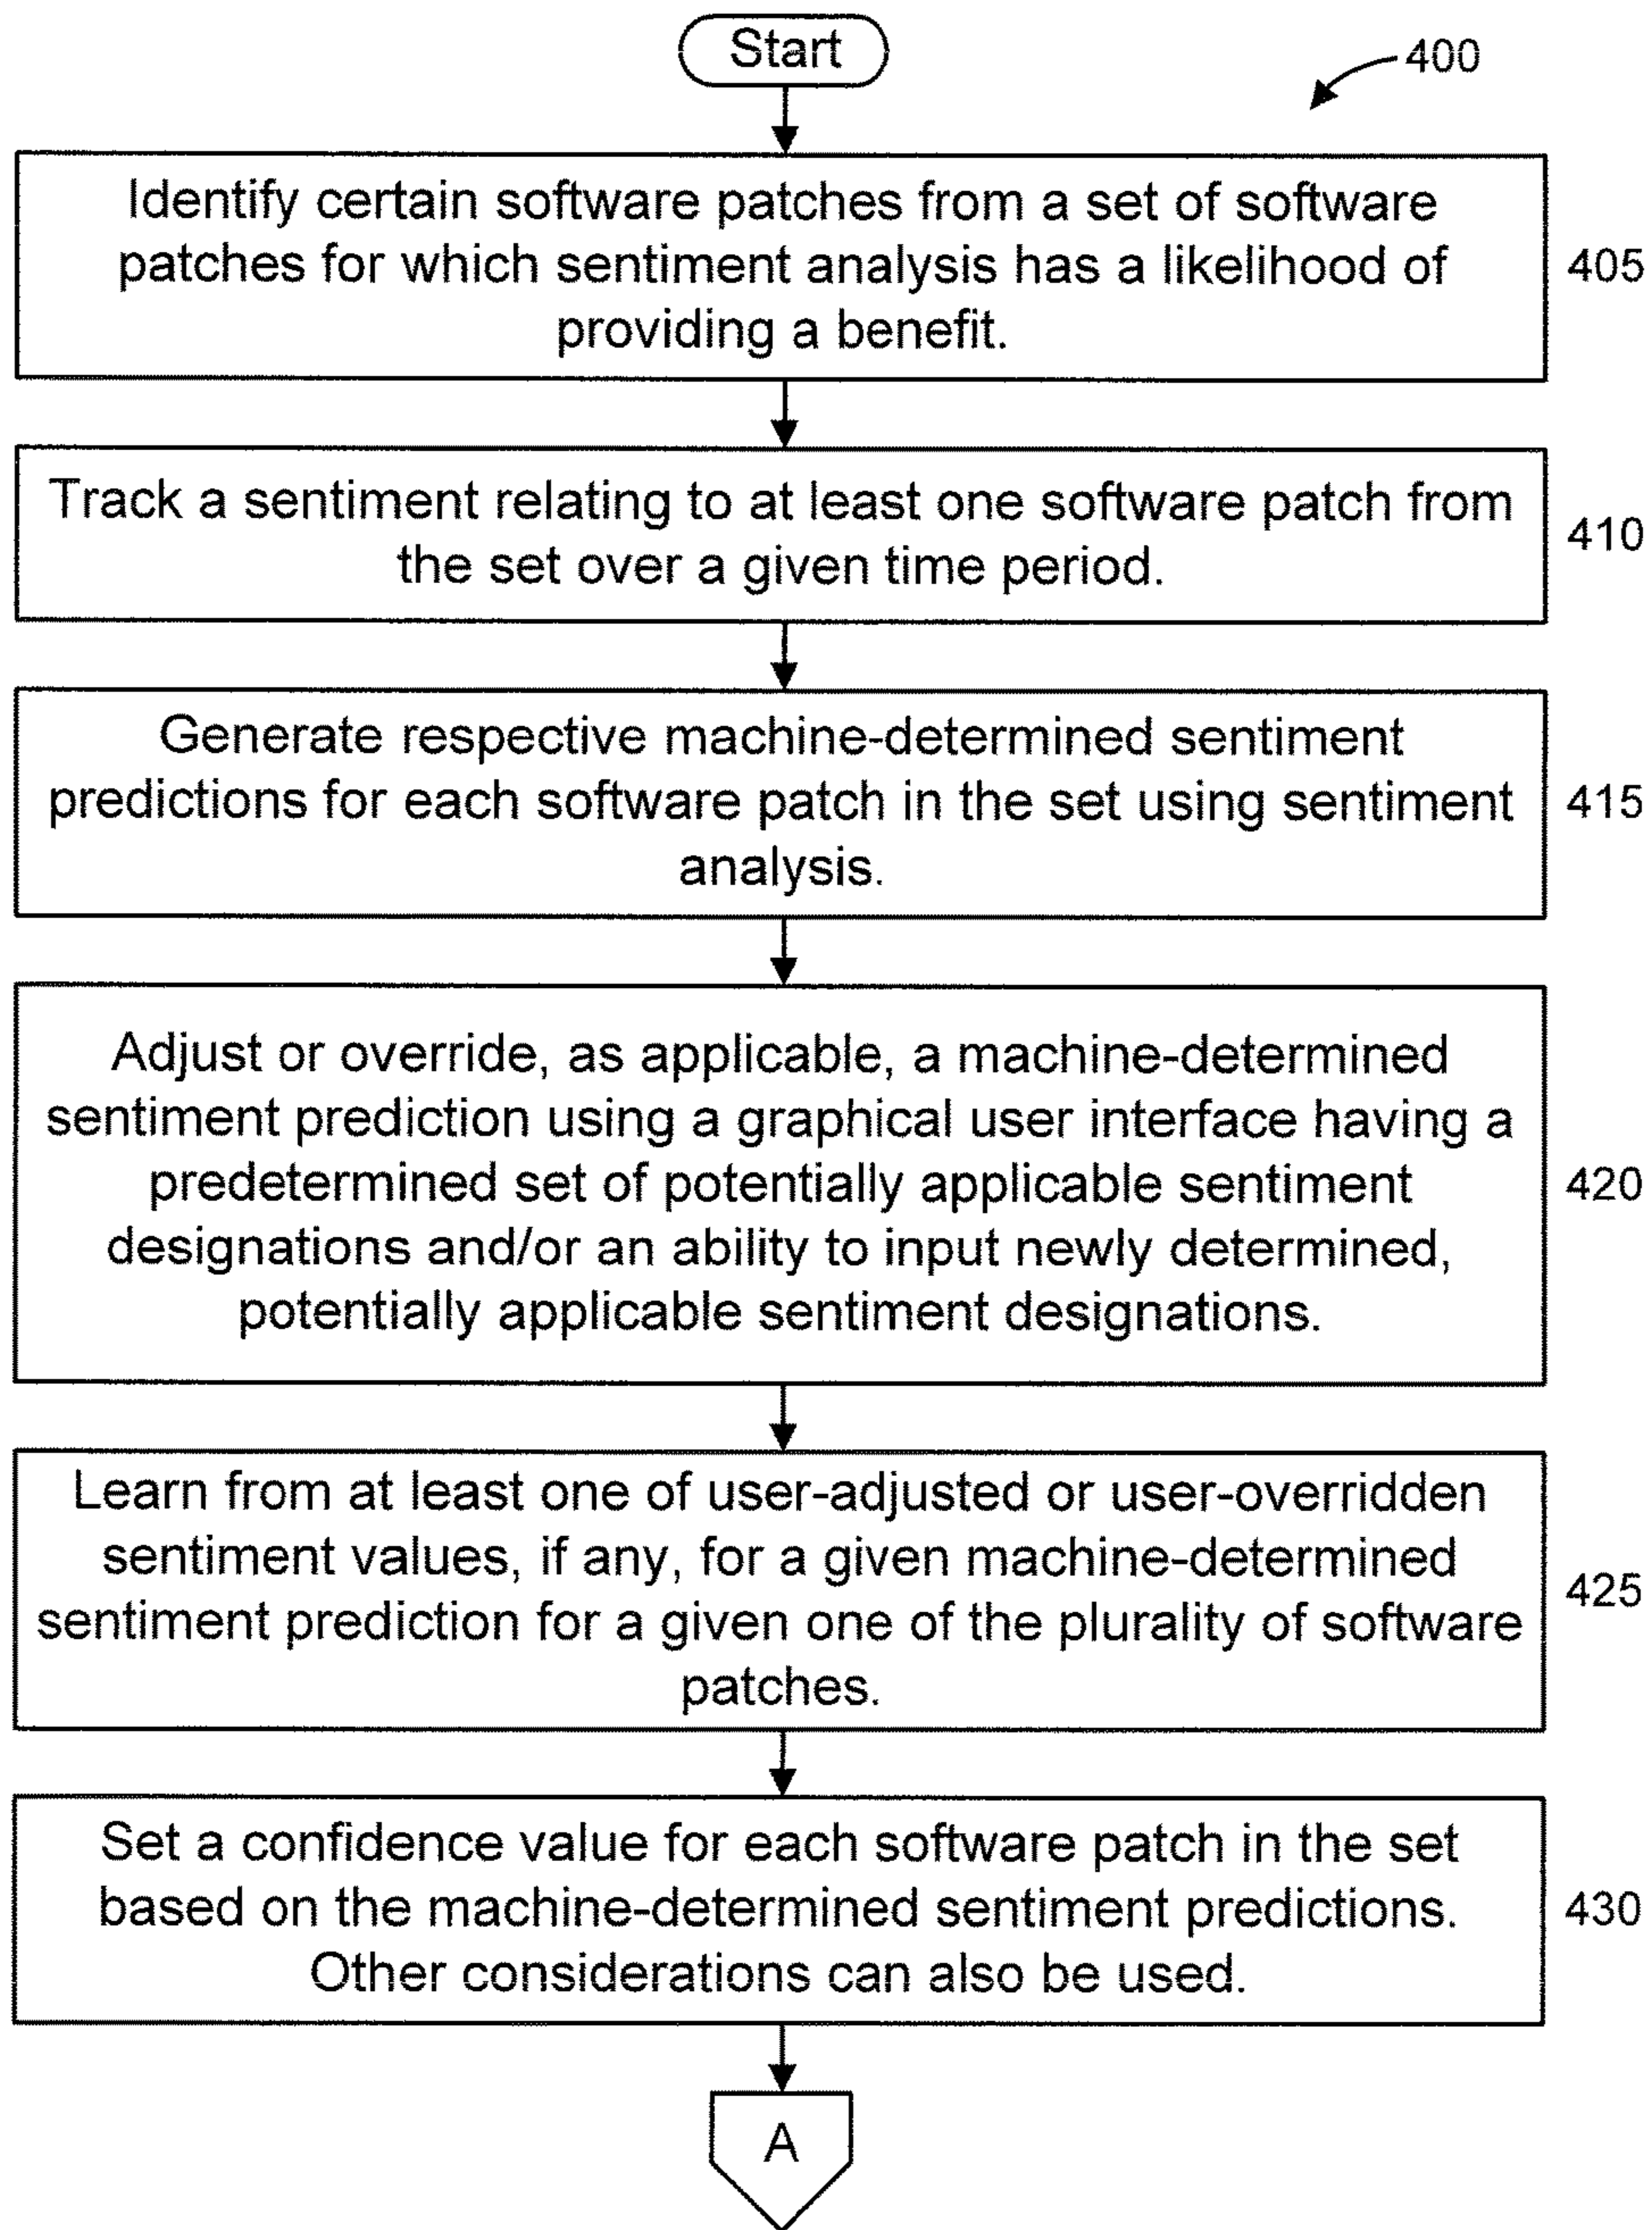 Start
400
Identify certain software patches from a set of software
patches for which sentiment analysis has a likelihood of
providing a benefit.
405
Track a sentiment relating to at least one software patch from
the set over a given time period.
410
Generate respective machine-determined sentiment
predictions for each software patch in the set using sentiment
analysis.
415
Adjust or override, as applicable, a machine-determined
sentiment prediction using a graphical user interface having a
predetermined set of potentially applicable sentiment
designations and/or an ability to input newly determined,
potentially applicable sentiment designations.
420
Learn from at least one of user-adjusted or user-overridden
sentiment values, if any, for a given machine-determined
sentiment prediction for a given one of the plurality of software
patches.
425
Set a confidence value for each software patch in the set
based on the machine-determined sentiment predictions.
Other considerations can also be used.
430
A